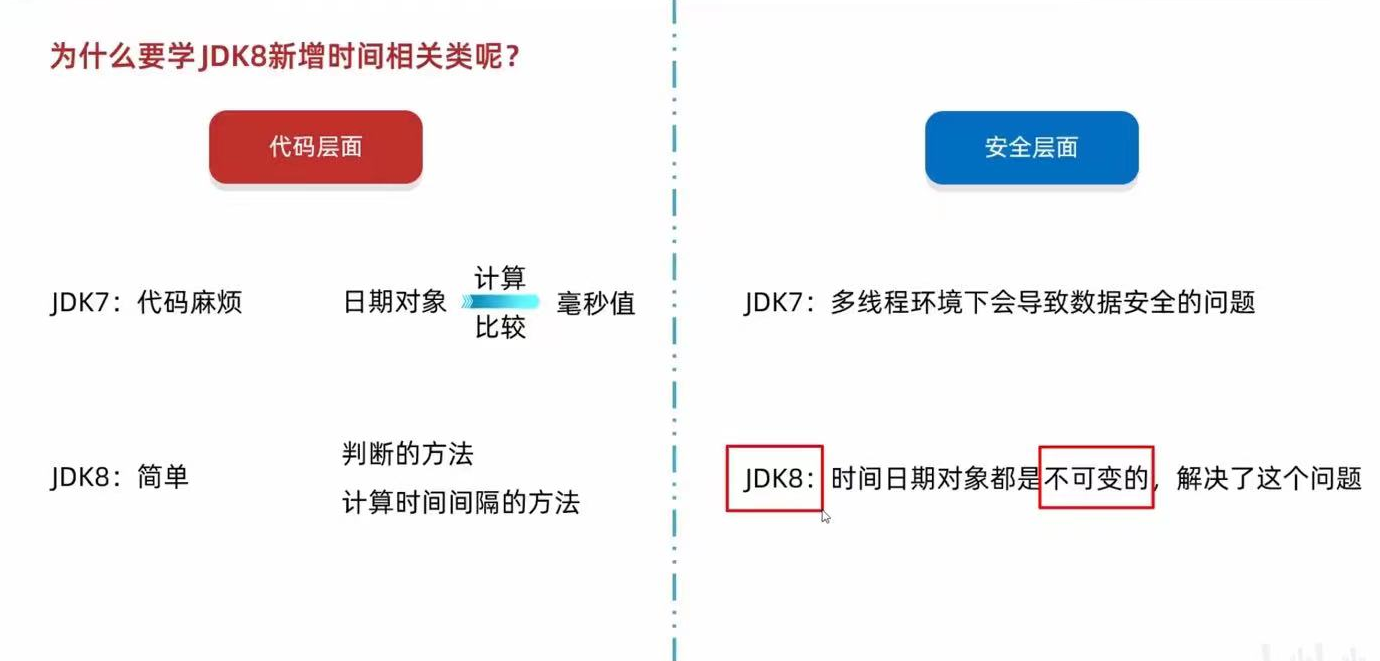 为什么要学JDK8新增时间相关类呢？
代码层面
JDK7：代码麻烦
日期对象
计算
比较
毫秒值
JDK8：简单
判断的方法
计算时间间隔的方法
安全层面
JDK7：多线程环境下会导致数据安全的问题
JDK8：时间日期对象都是不可变的，解决了这个问题